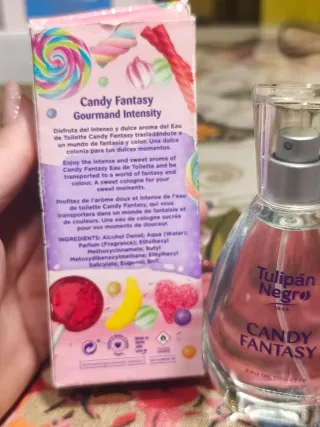 Candy Fantasy
Gourmand Intensity
Disfruta del intenso y dulce aroma del Eau
de Toilette Candy Fantasy trasladándote a
un mundo de fantasía y color. Una dulce
colonia para tus dulces momentos.
Enjoy the intense and sweet aroma of
Candy Fantasy Eau de Toilette and be
transported to a world of fantasy and
colour. A sweet cologne for your
sweet moments.
Profitez de l'arôme doux et intense de l'eau
de toilette Candy Fantasy, qui vous
transportera dans un monde de fantaisie et
de couleurs. Une eau de cologne sucrée
pour vos moments de douceur.
INGREDIENTS: Alcohol Denat; Aqua (Water);
Parfum (Fragrance); Ethylhexyl
Methoxycinnamate; Butyl
Metoxydibenzoylmethane; Ethylhexyl
Salicylate, Eugenol,
Tulipán
Negro
CANDY
FANTASY
EAU DE TOILETTE